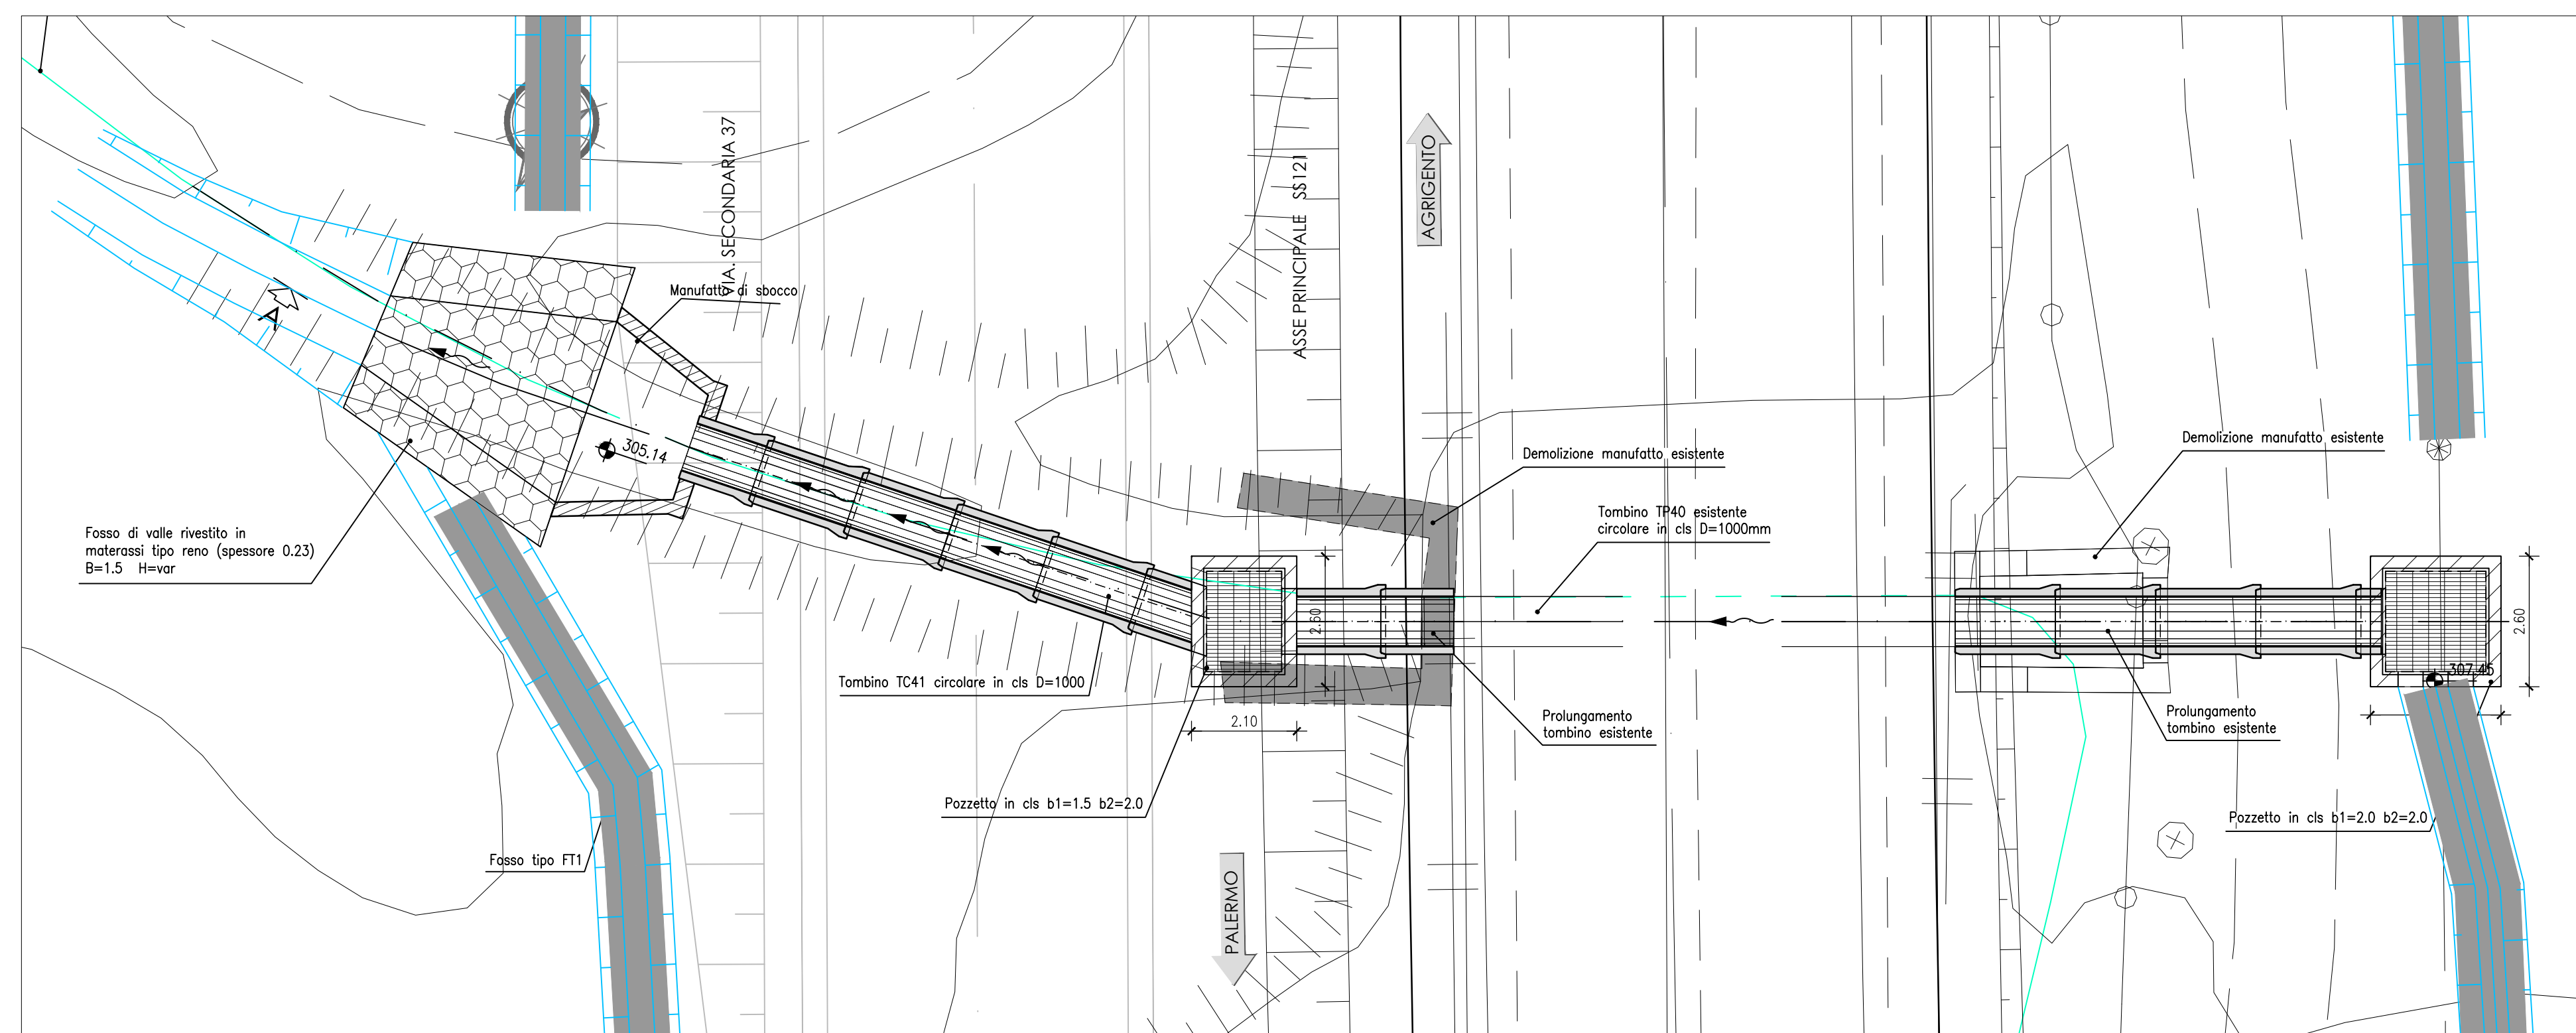 VIA. SECONDARIA 37
ASSE PRINCIPALE SS121
AGRIGENTO
Manufatto di sbocco
A
305.14
Demolizione manufatto esistente
Demolizione manufatto esistente
Tombino TP40 esistente
circolare in cls D=1000mm
Fosso di valle rivestito in
materassi tipo reno (spessore 0.23)
B=1.5 H=var
2.60
2.60
307.45
Tombino TC41 circolare in cls D=1000
2.10
Prolungamento
tombino esistente
Prolungamento
tombino esistente
Pozzetto in cls b1=1.5 b2=2.0
Pozzetto in cls b1=2.0 b2=2.0
Fosso tipo FT1
PALERMO